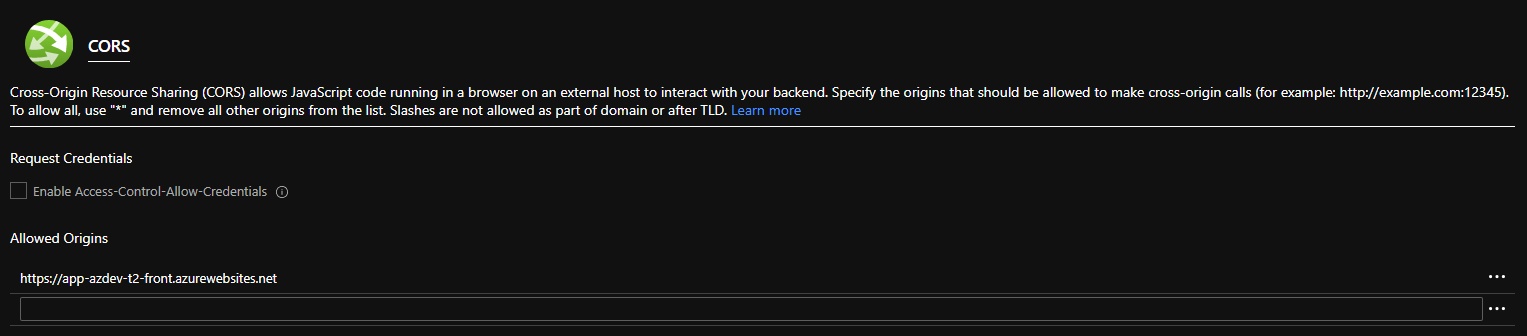 CORS
Cross-Origin Resource Sharing (CORS) allows JavaScript code running in a browser on an external host to interact with your backend. Specify the origins that should be allowed to make cross-origin calls (for example: http://example.com:12345).
To allow all, use "*" and remove all other origins from the list. Slashes are not allowed as part of domain or after TLD. Learn more
Request Credentials
Enable Access-Control-Allow-Credentials
Allowed Origins
https://app-azdev-t2-front.azurewebsites.net